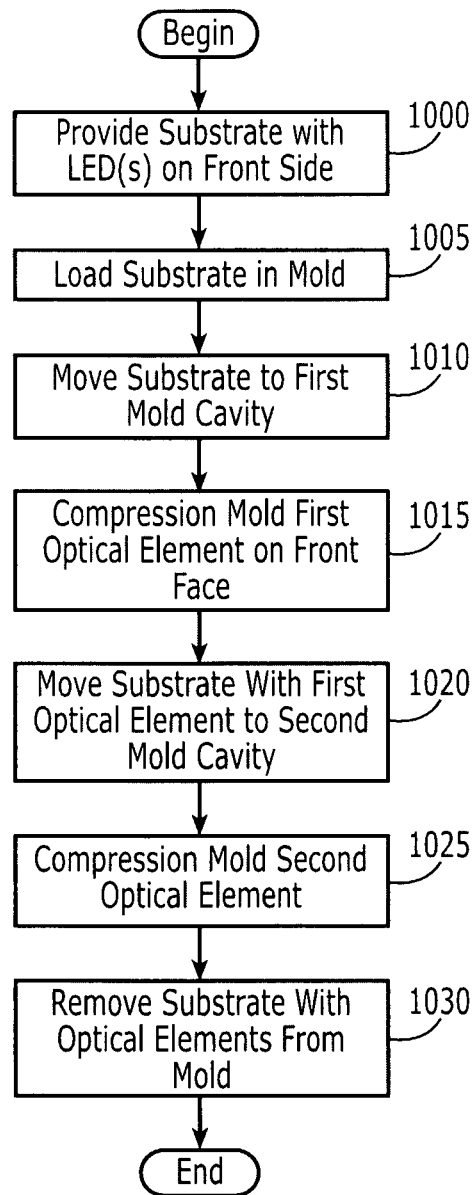 Begin
1000
Provide Substrate with
LED(s) on Front Side
1005
Load Substrate in Mold
1010
Move Substrate to First
Mold Cavity
1015
Compression Mold First
Optical Element on Front
Face
1020
Move Substrate With First
Optical Element to Second
Mold Cavity
1025
Compression Mold Second
Optical Element
1030
Remove Substrate With
Optical Elements From
Mold
End